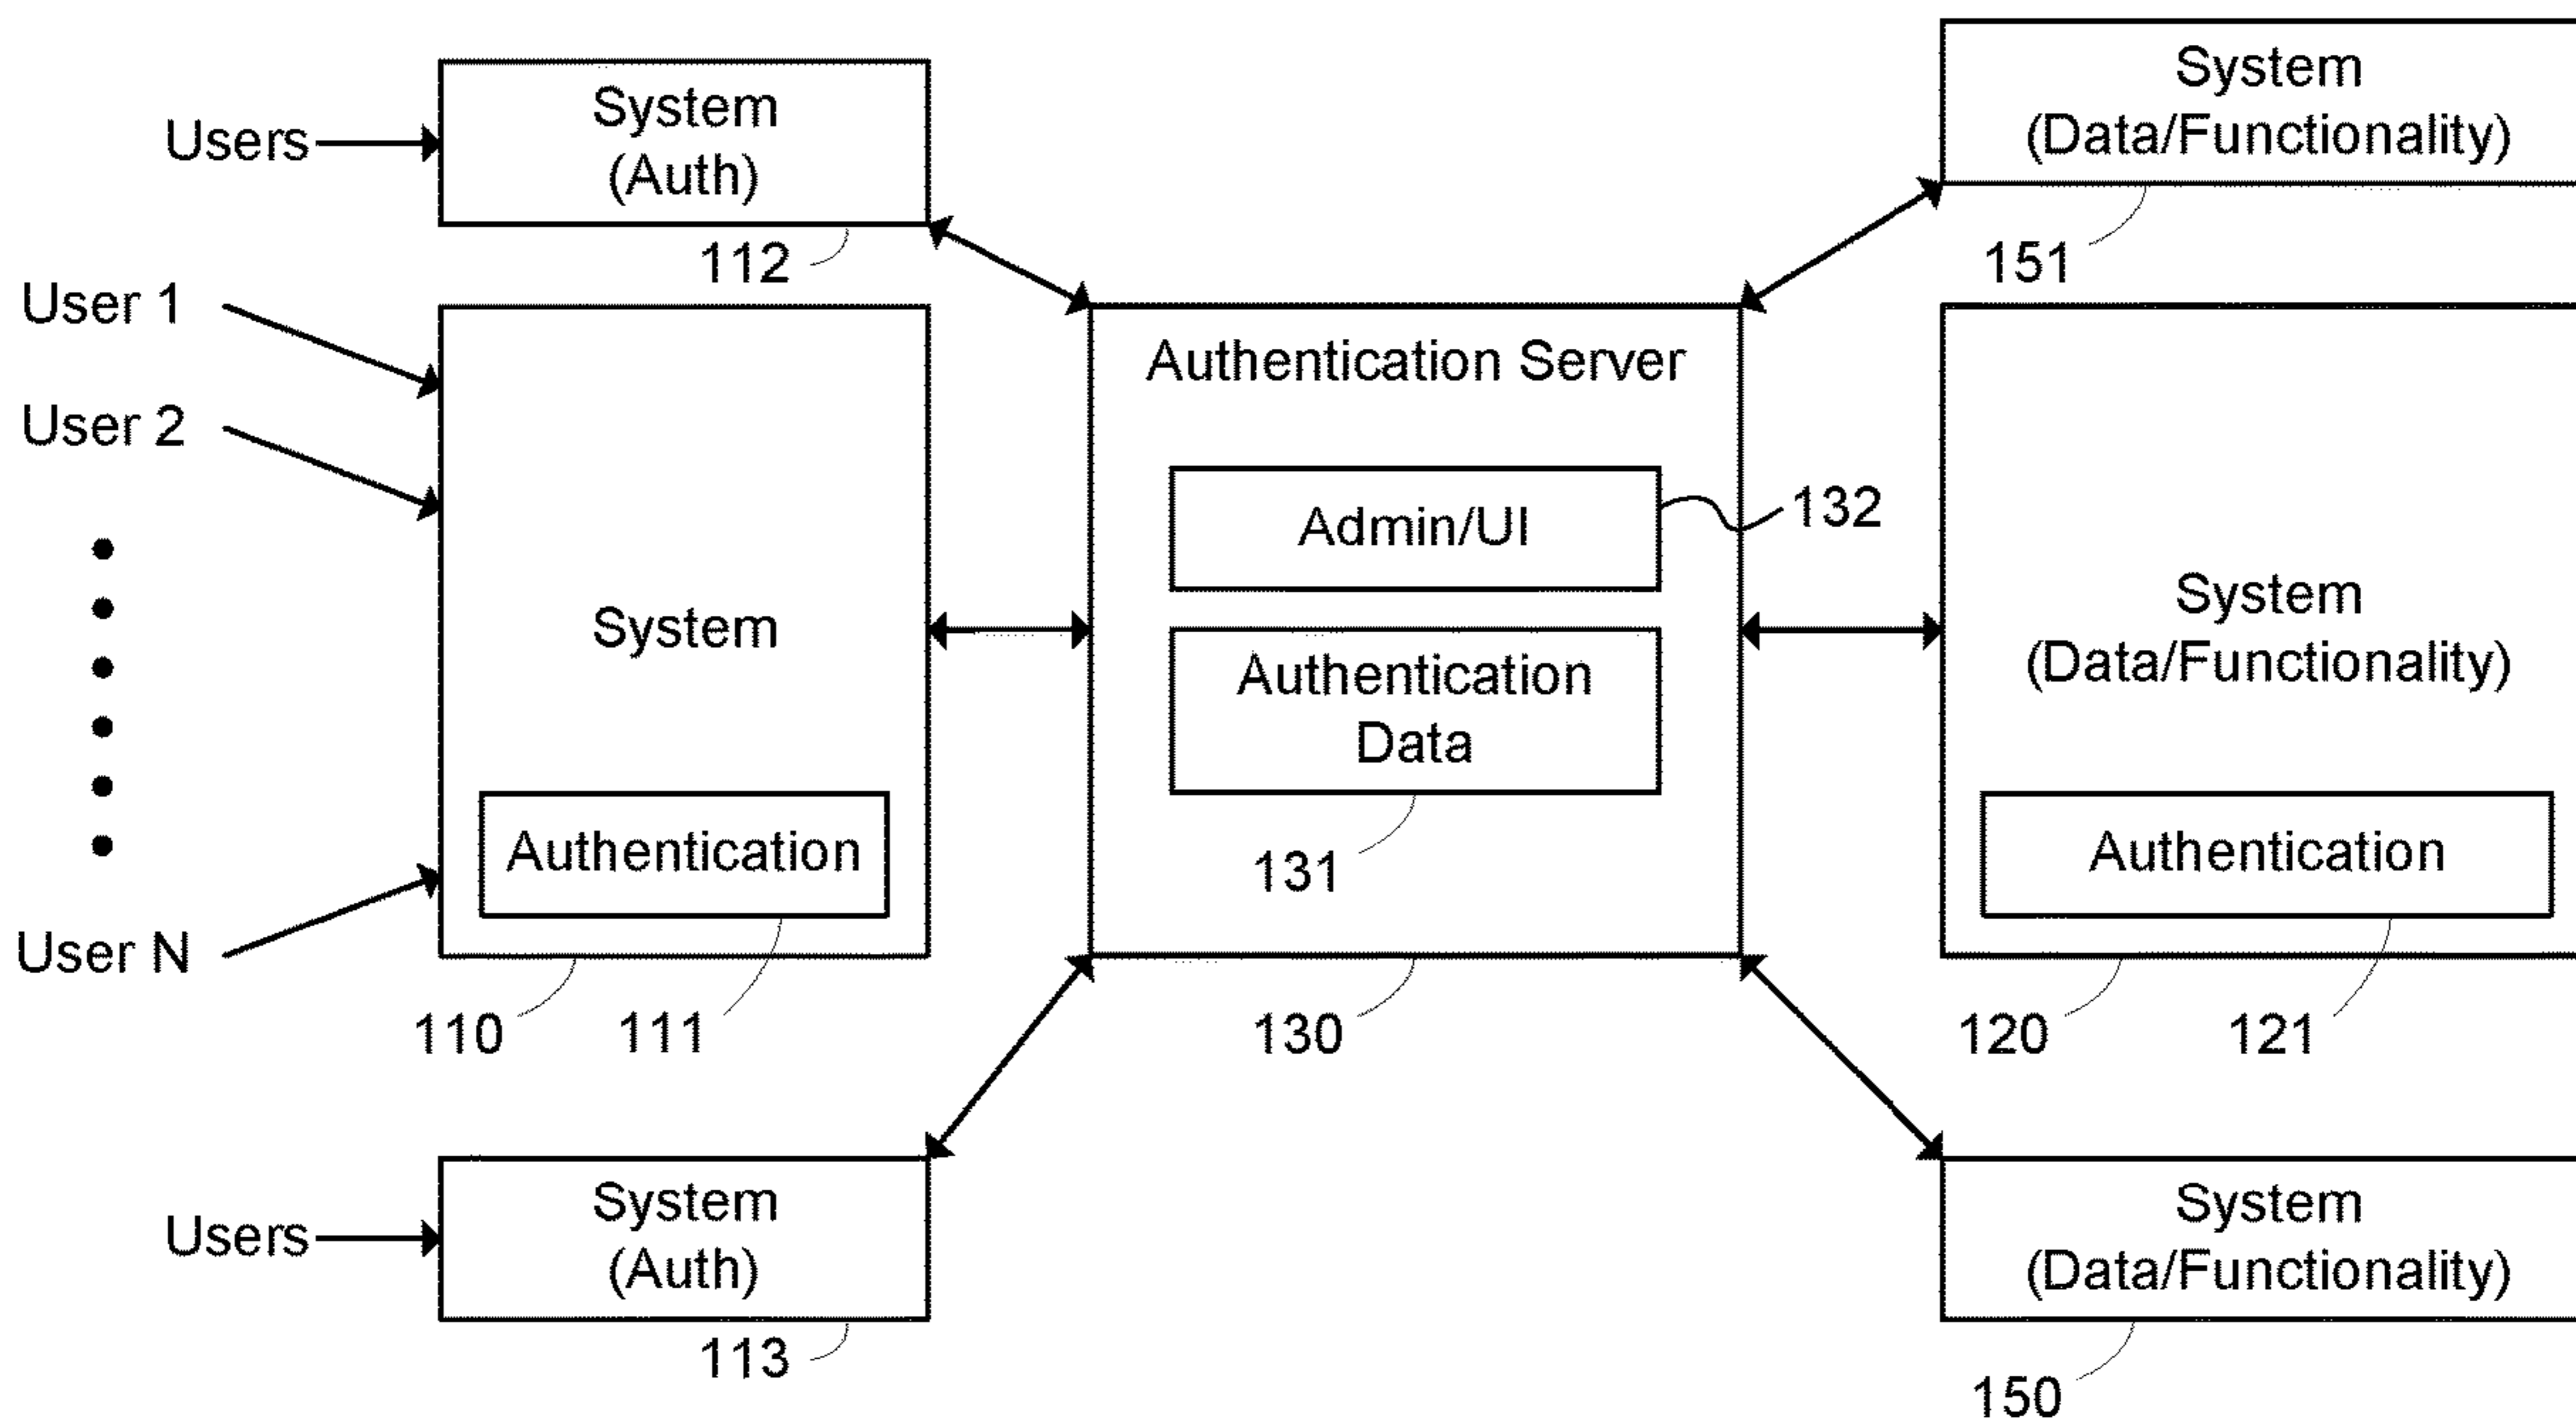 System
(Data/Functionality)
151
Users
System
(Auth)
112
User 1
User 2
User N
System
Authentication
110
111
Authentication Server
Admin/UI
132
Authentication
Data
131
130
System
(Data/Functionality)
Authentication
120
121
Users
System
(Auth)
113
System
(Data/Functionality)
150